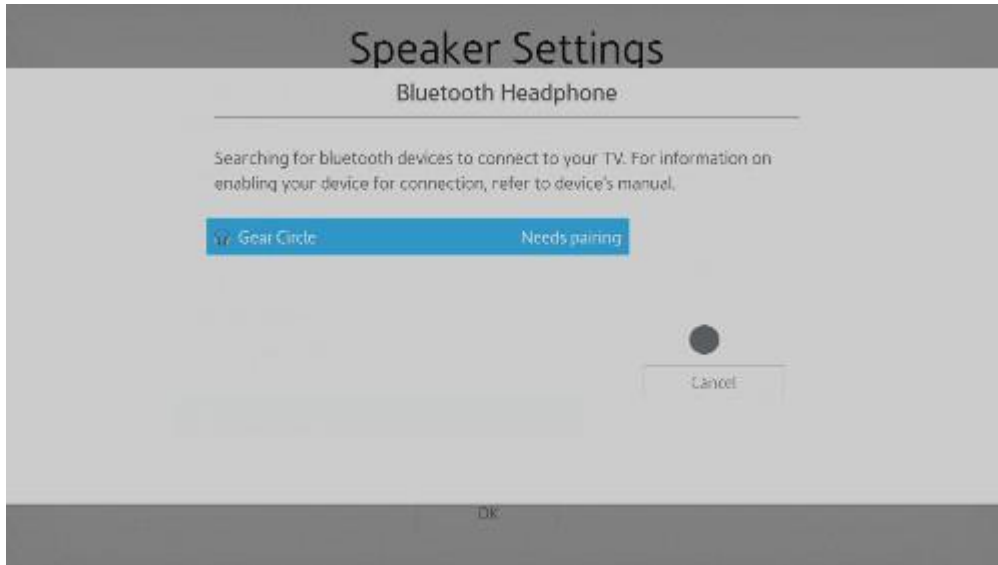 Speaker Settings
Bluetooth Headphone
Searching for bluetooth devices to connect to your TV. For information on
enabling your device for connection, refer to device's manual.
Gear Circle Needs pairing
Cancel
OK